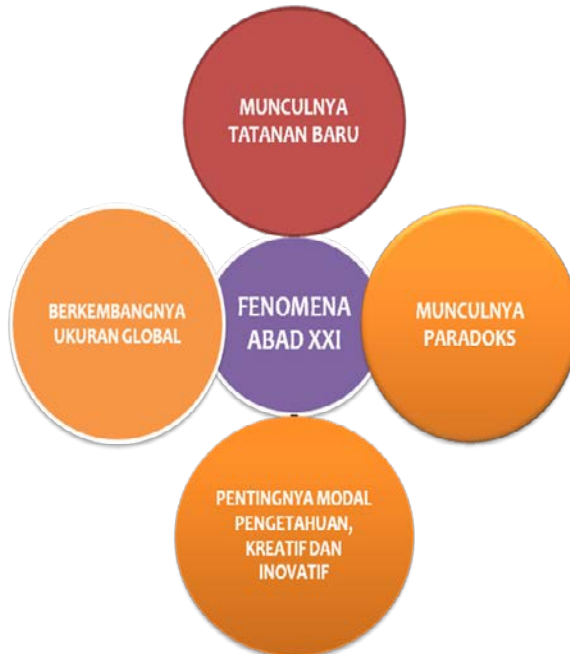 MUNCULNYA
TATANAN BARU
BERKEMBANGNYA
UKURAN GLOBAL
FENOMENA
ABAD XXI
MUNCULNYA
PARADOKS
PENTINGNYA MODAL
PENGETAHUAN,
KREATIF DAN
INOVATIF